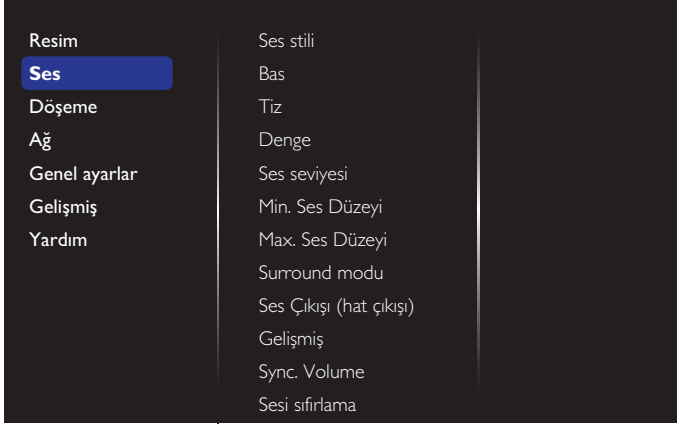 Resim
Ses
Döşeme
Ağ
Genel ayarlar
Gelişmiş
Yardım
Ses stili
Bas
Tiz
Denge
Ses seviyesi
Min. Ses Düzeyi
Max. Ses Düzeyi
Surround modu
Ses Çıkışı (hat çıkışı)
Gelişmiş
Sync. Volume
Sesi sıfırlama